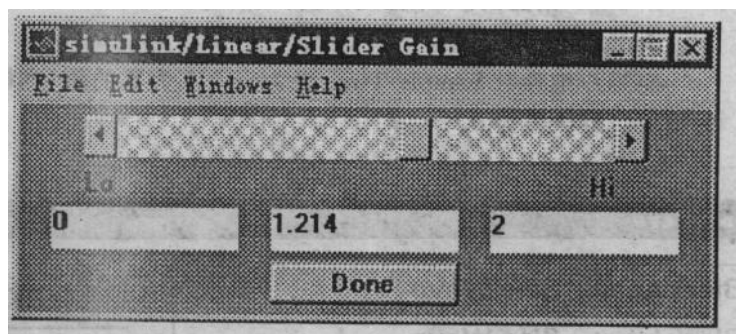 simulink/Linear/Slider Gain
File Edit Windows Help
Lo Hi
0 1.214 2
Done